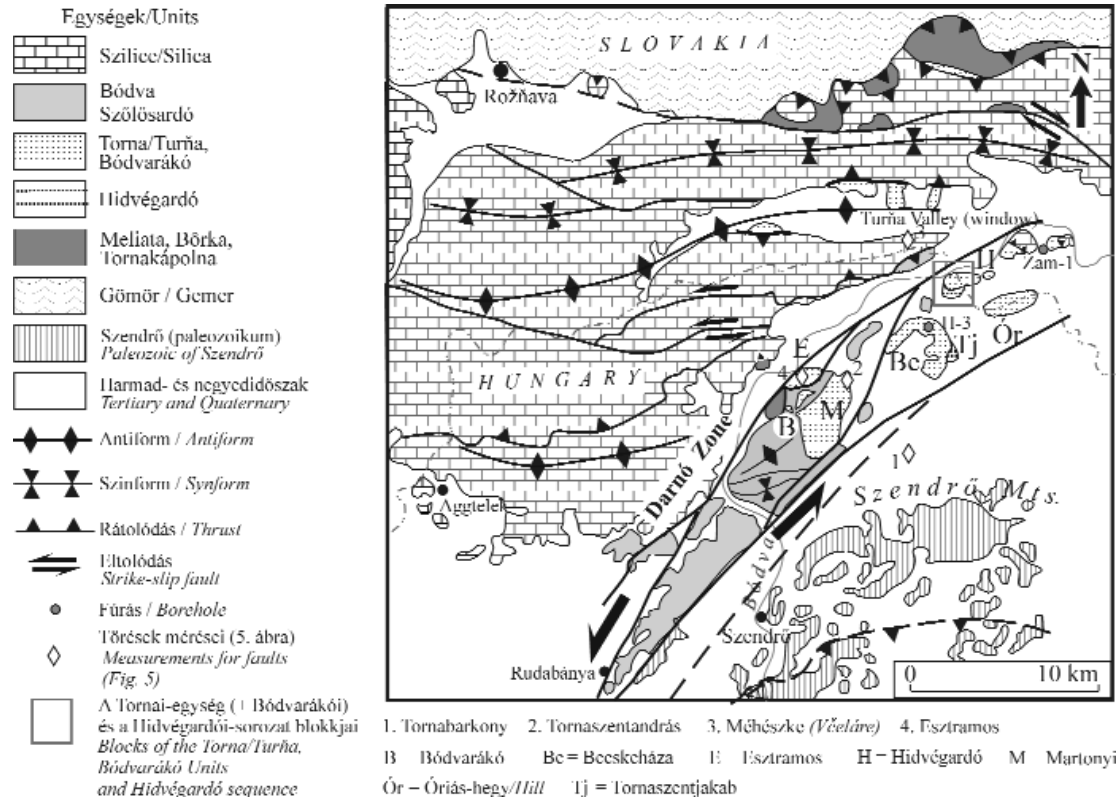 Egységek/Units
Szilice/Silica
Bódva
Szőlősardó
Torna/Turňa,
Bódvarákó
Hidvégardó
Meliata, Bôrka,
Tornakápolna
Gömör / Gemer
Szendrő (paleozoikum)
Paleozoic of Szendrő
Harmad- és negyedidőszak
Tertiary and Quaternary
Antiform / Antiform
Szinform / Synform
Rátolódás / Thrust
Eltolódás
Strike-slip fault
Fúrás / Borehole
Törések mérései (5. ábra)
Measurements for faults
(Fig. 5)
A Tornai-egység (+ Bódvarákói)
és a Hidvégardói-sorozat blokkjai
Blocks of the Torna/Turňa,
Bódvarákó Units
and Hidvégardó sequence
SLOVAKIA
Rožňava
N
Turňa Valley (window)
3
H
Zam-1
Ór
H-3
Tj
Bc
HUNGARY
E
4
2
M
B
Darnó Zone
1
Szendrő Mts.
Aggtelek
Bódva
Szendrő
Rudabánya
0 10 km
1. Tornabarkony 2. Tornaszentandrás 3. Méhészke (Včeláre) 4. Esztramos
B Bódvarákó Bc = Becskeháza E Esztramos H – Hidvégardó M Martonyi
Ór – Óriás-hegy/Hill Tj = Tornaszentjakab